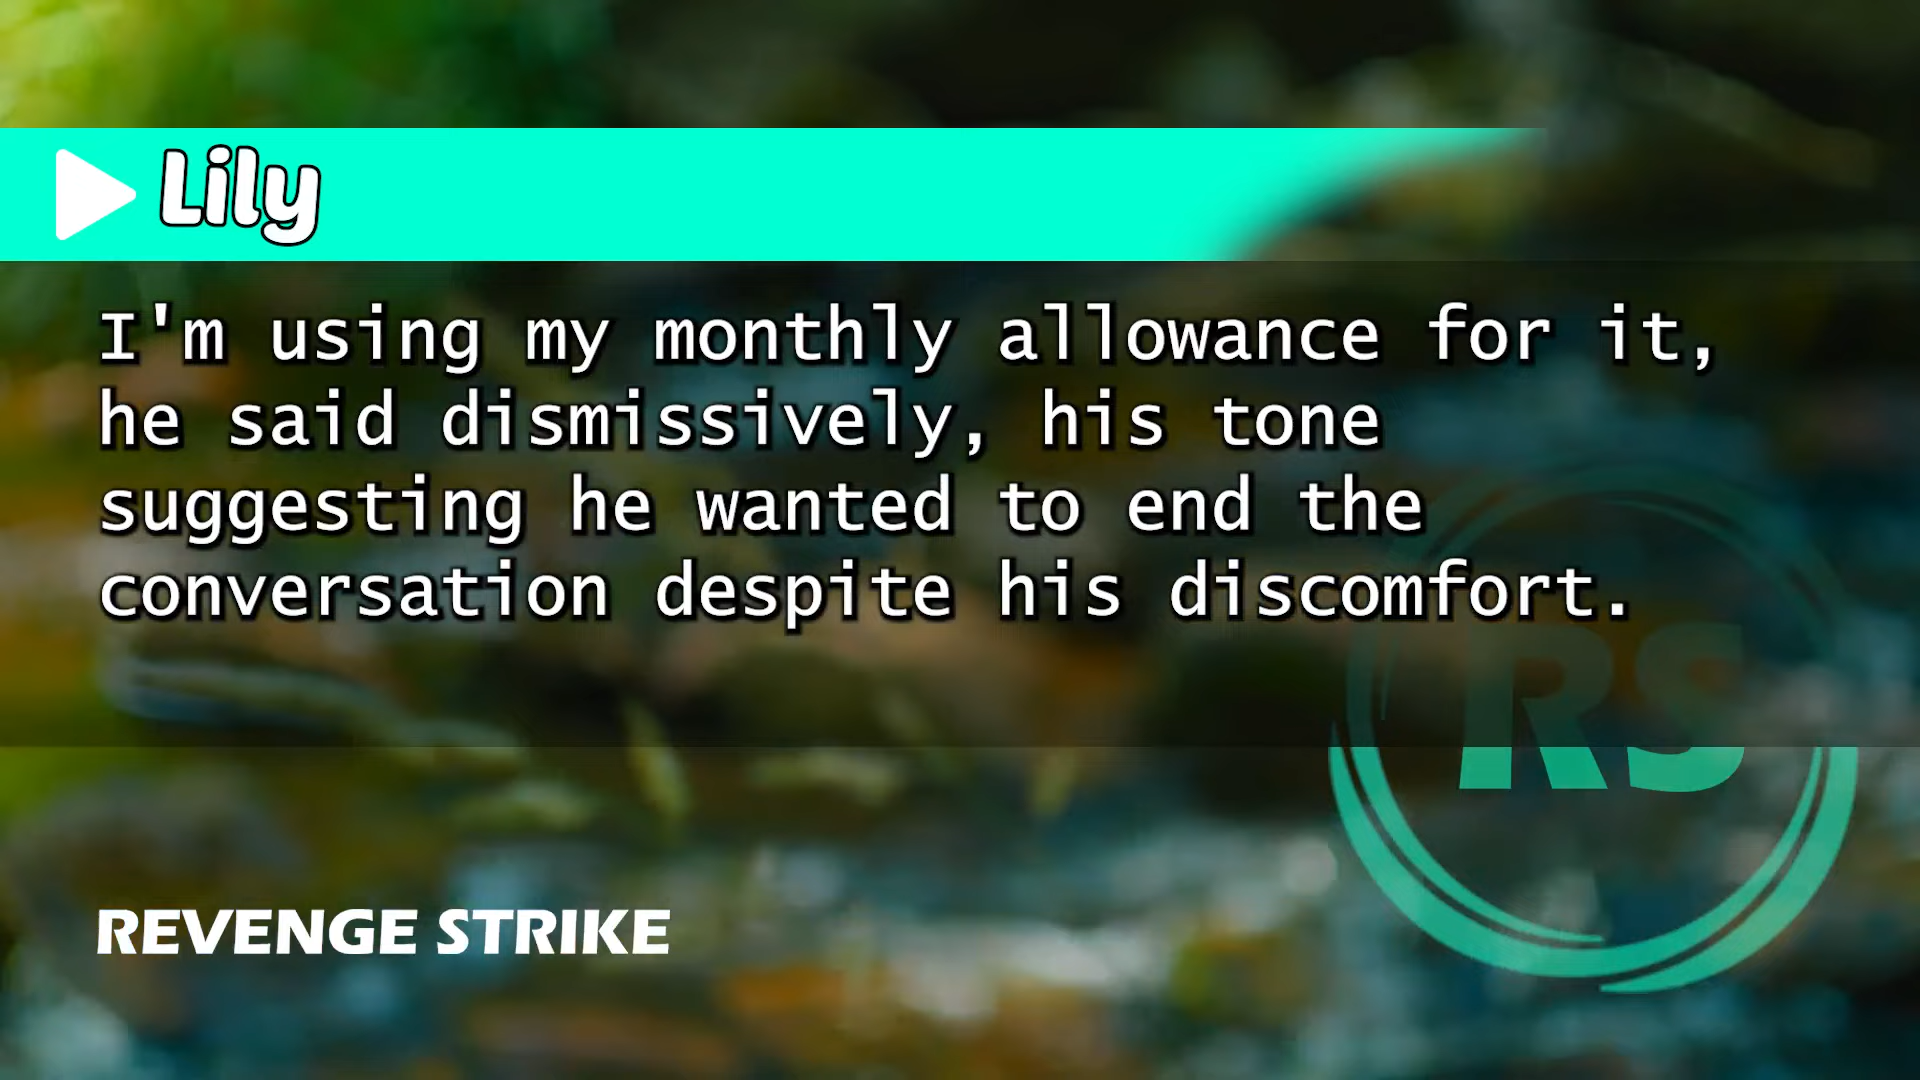 Lily
I'm using my monthly allowance for it,
he said dismissively, his tone
suggesting he wanted to end the
conversation despite his discomfort.
RS
REVENGE STRIKE